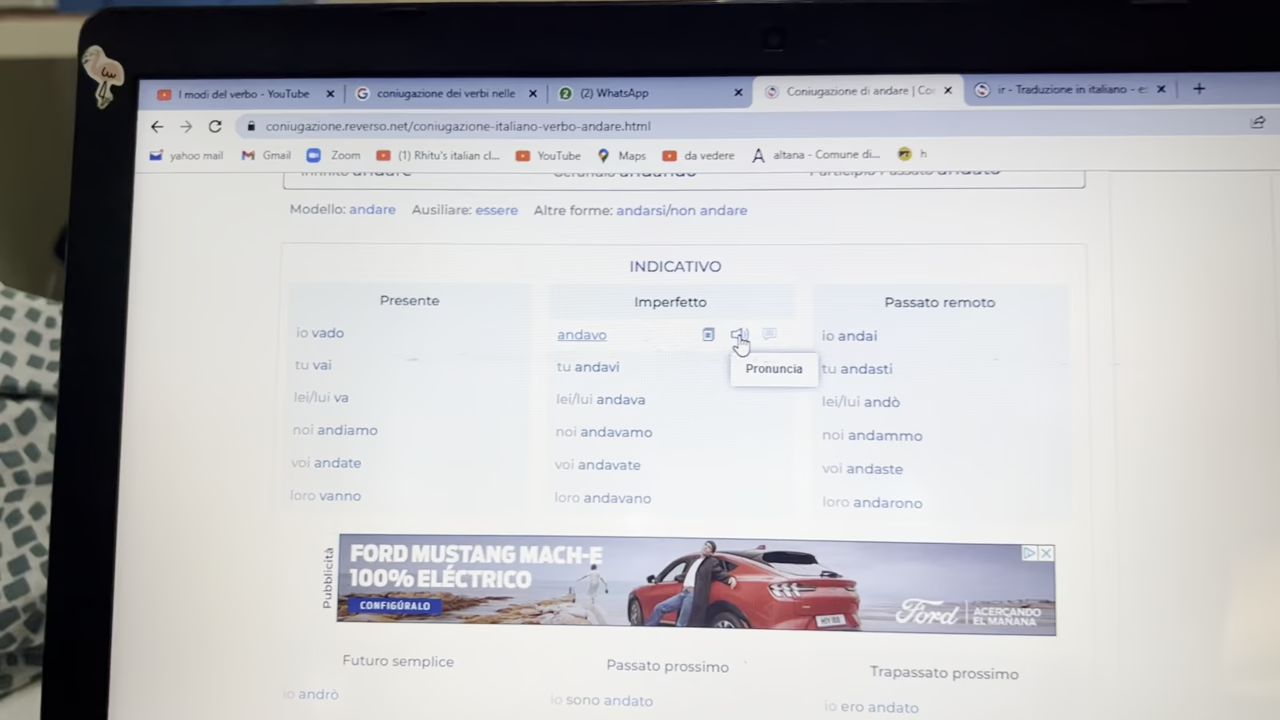 I modi del verbo - YouTube
coniugazione dei verbi nelle
(2) WhatsApp
Coniugazione di andare | Co
ir - Traduzione in italiano - e
coniugazione.reverso.net/coniugazione-italiano-verbo-andare.html
yahoo mail
Gmail
Zoom
(1) Rhitu's italian cl...
YouTube
Maps
da vedere
altana - Comune di...
h
Infinito andare
Gerundio andando
Participio Passato andato
Modello: andare Ausiliare: essere Altre forme: andarsi/non andare
INDICATIVO
Presente
io vado
tu vai
lei/lui va
noi andiamo
voi andate
loro vanno
Imperfetto
andavo
Pronuncia
tu andavi
lei/lui andava
noi andavamo
voi andavate
loro andavano
Passato remoto
io andai
tu andasti
lei/lui andò
noi andammo
voi andaste
loro andarono
Pubblicità
FORD MUSTANG MACH-E
100% ELÉCTRICO
CONFIGÚRALO
Ford
ACERCANDO
EL MAÑANA
Futuro semplice
io andrò
Passato prossimo
io sono andato
Trapassato prossimo
io ero andato